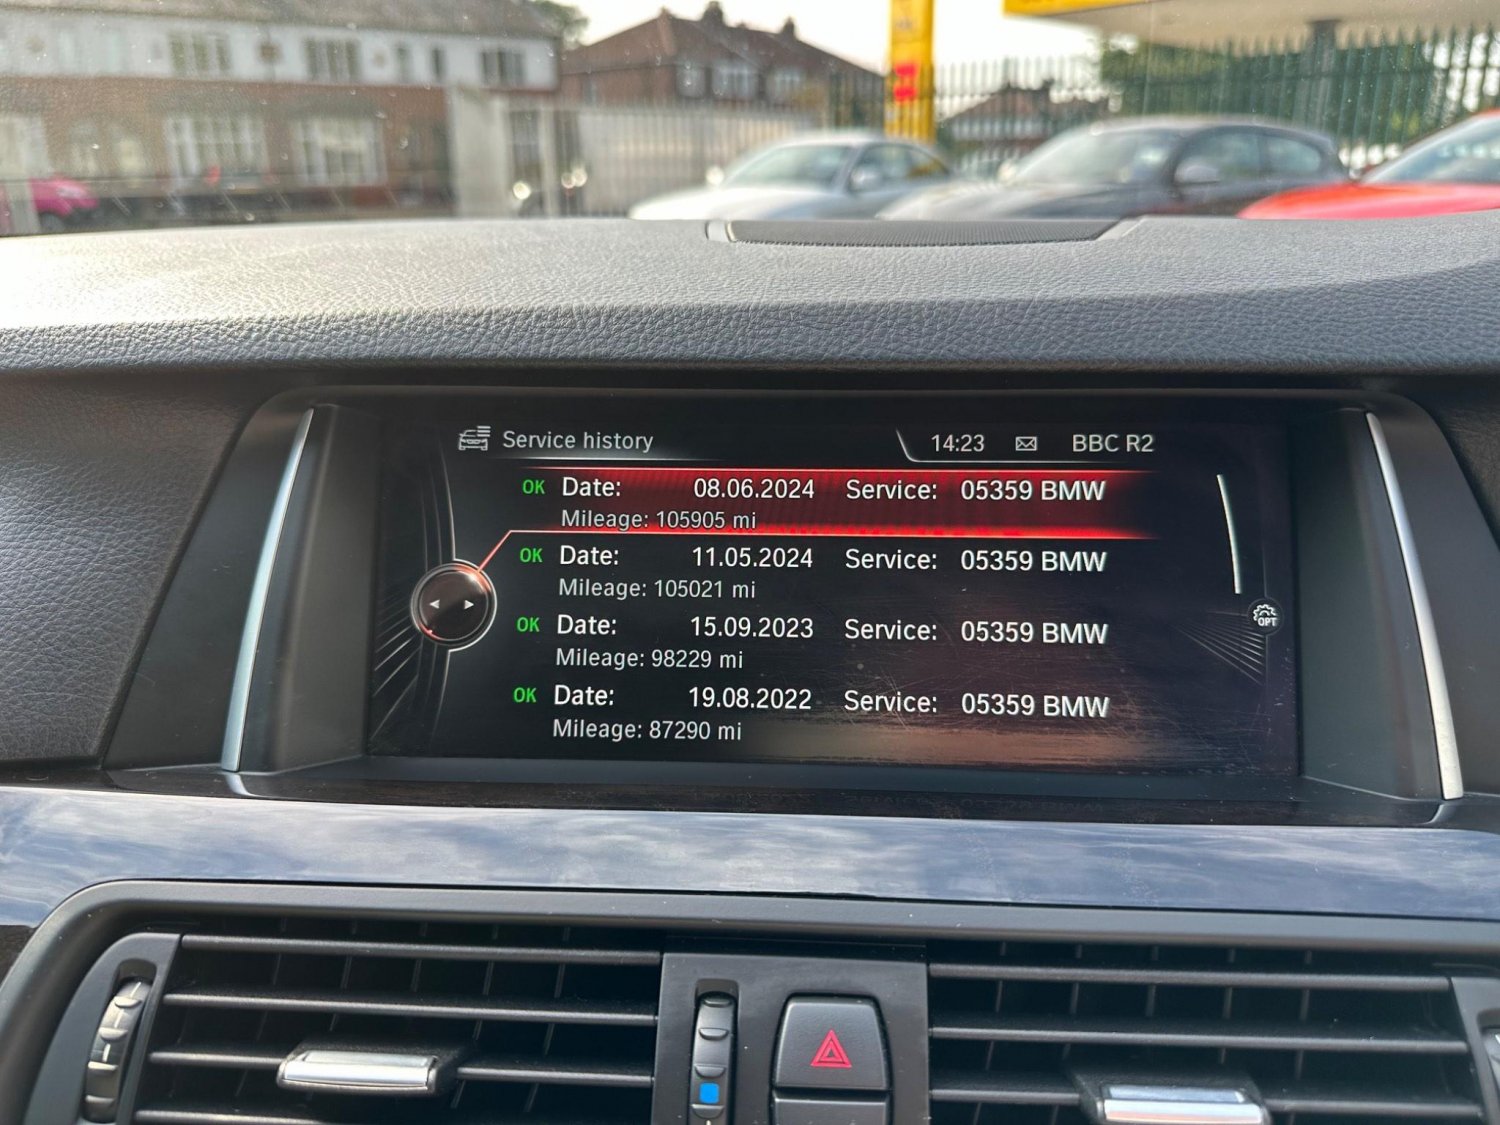 Service history 14:23 BBC R2
OK Date: 08.06.2024 Service: 05359 BMW
Mileage: 105905 mi
OK Date: 11.05.2024 Service: 05359 BMW
Mileage: 105021 mi
OK Date: 15.09.2023 Service: 05359 BMW
Mileage: 98229 mi
OPT
OK Date: 19.08.2022 Service: 05359 BMW
Mileage: 87290 mi